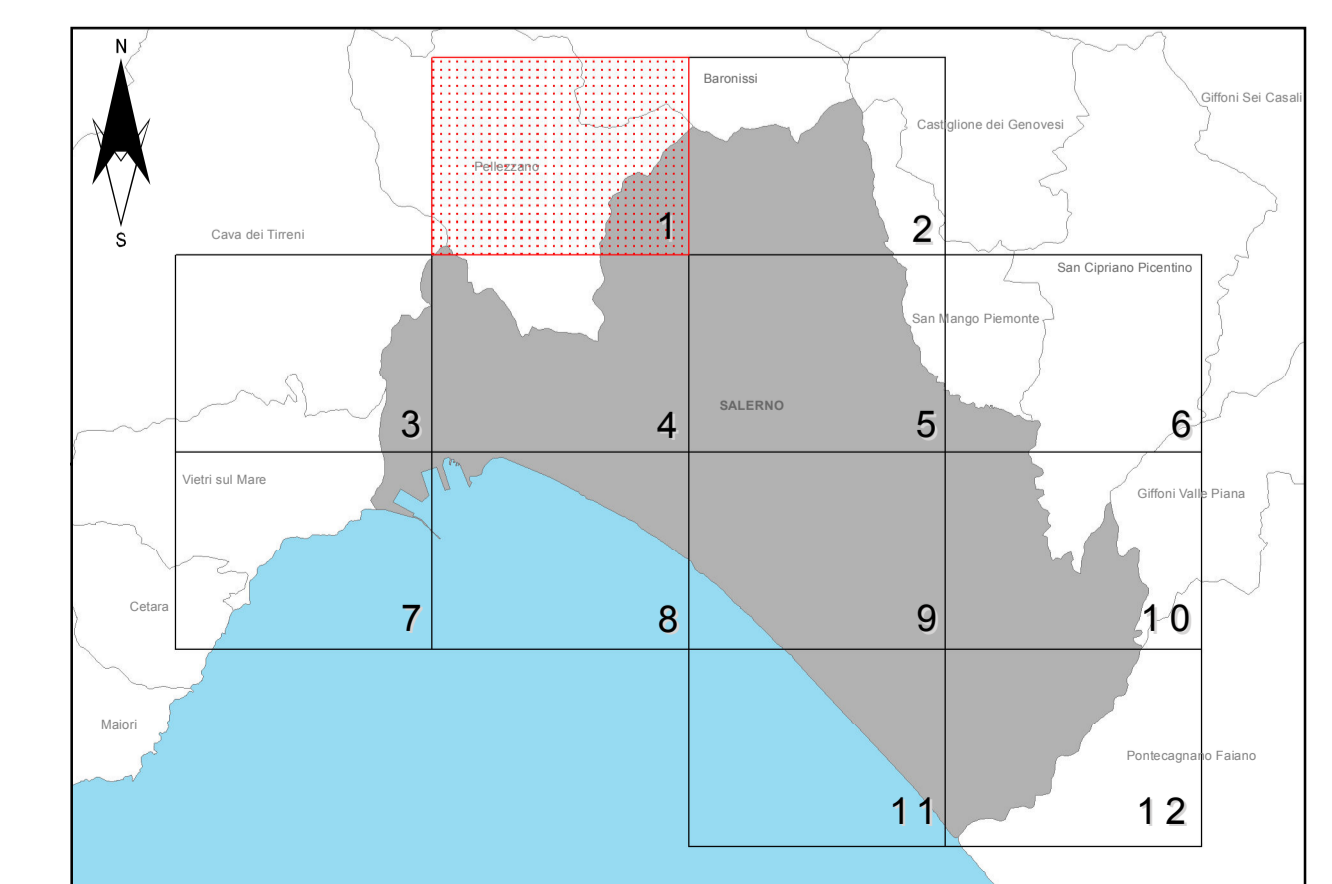 N
Baronissi
Giffoni Sei Casali
Castiglione dei Genovesi
Pellezzano
1
2
S
Cava dei Tirreni
San Cipriano Picentino
San Mango Piemonte
SALERNO
3
4
5
6
Vietri sul Mare
Giffoni Valle Piana
Cetara
7
8
9
10
Maiori
Pontecagnano Faiano
11
12